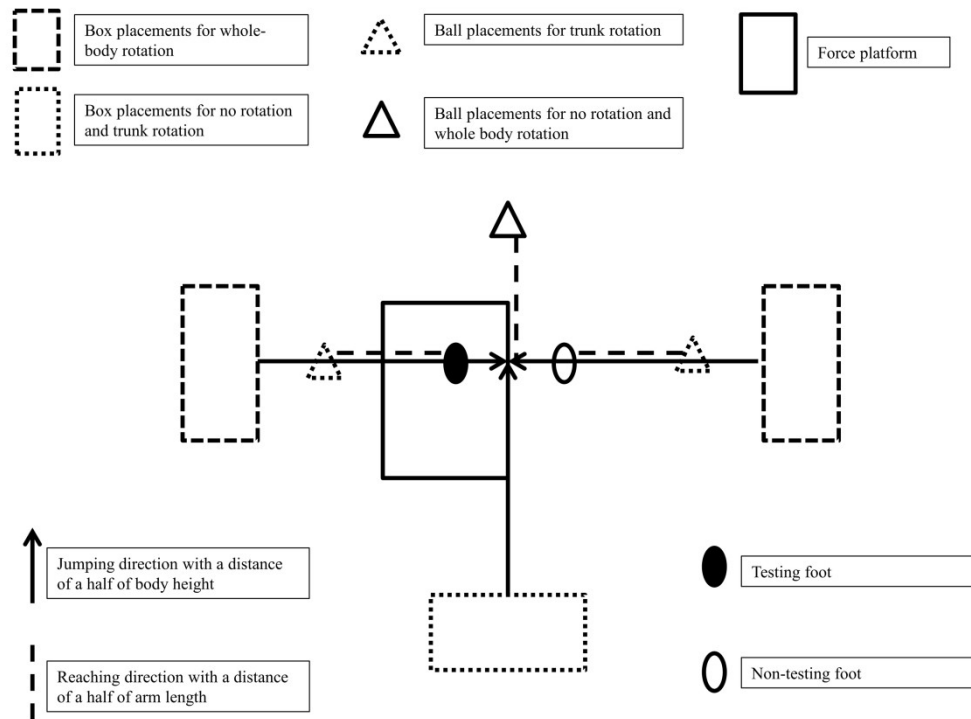 Box placements for whole-
body rotation
Ball placements for trunk rotation
Force platform
Box placements for no rotation
and trunk rotation
Ball placements for no rotation and
whole body rotation
Jumping direction with a distance
of a half of body height
Testing foot
Reaching direction with a distance
of a half of arm length
Non-testing foot